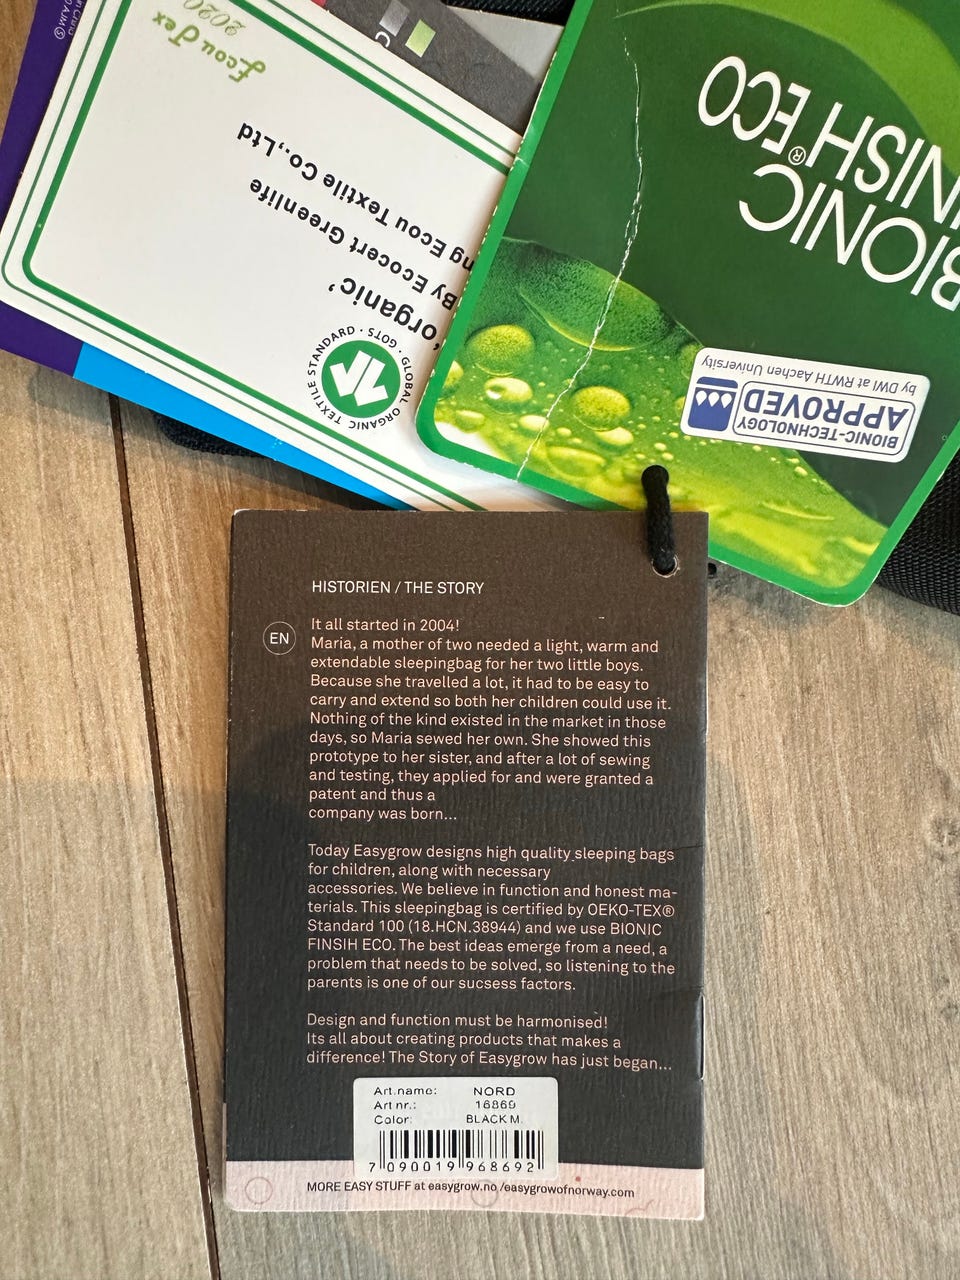 Ecou Tex
2020
ng Ecou Textile Co.,Ltd
By Ecocert Greenlife
‘organic’
GLOBAL ORGANIC TEXTILE STANDARD · GOTS ·
BIONIC
NISH® ECO
BIONIC-TECHNOLOGY
APPROVED
by DWI at RWTH Aachen University
HISTORIEN / THE STORY
EN
It all started in 2004!
Maria, a mother of two needed a light, warm and
extendable sleepingbag for her two little boys.
Because she travelled a lot, it had to be easy to
carry and extend so both her children could use it.
Nothing of the kind existed in the market in those
days, so Maria sewed her own. She showed this
prototype to her sister, and after a lot of sewing
and testing, they applied for and were granted a
patent and thus a
company was born...
Today Easygrow designs high quality sleeping bags
for children, along with necessary
accessories. We believe in function and honest ma-
terials. This sleepingbag is certified by OEKO-TEX®
Standard 100 (18.HCN.38944) and we use BIONIC
FINSIH ECO. The best ideas emerge from a need, a
problem that needs to be solved, so listening to the
parents is one of our sucsess factors.
Design and function must be harmonised!
Its all about creating products that makes a
difference! The Story of Easygrow has just began...
Art.name: NORD
Art nr.: 16869
Color: BLACK M.
7 090019 968692
MORE EASY STUFF at easygrow.no /easygrowofnorway.com